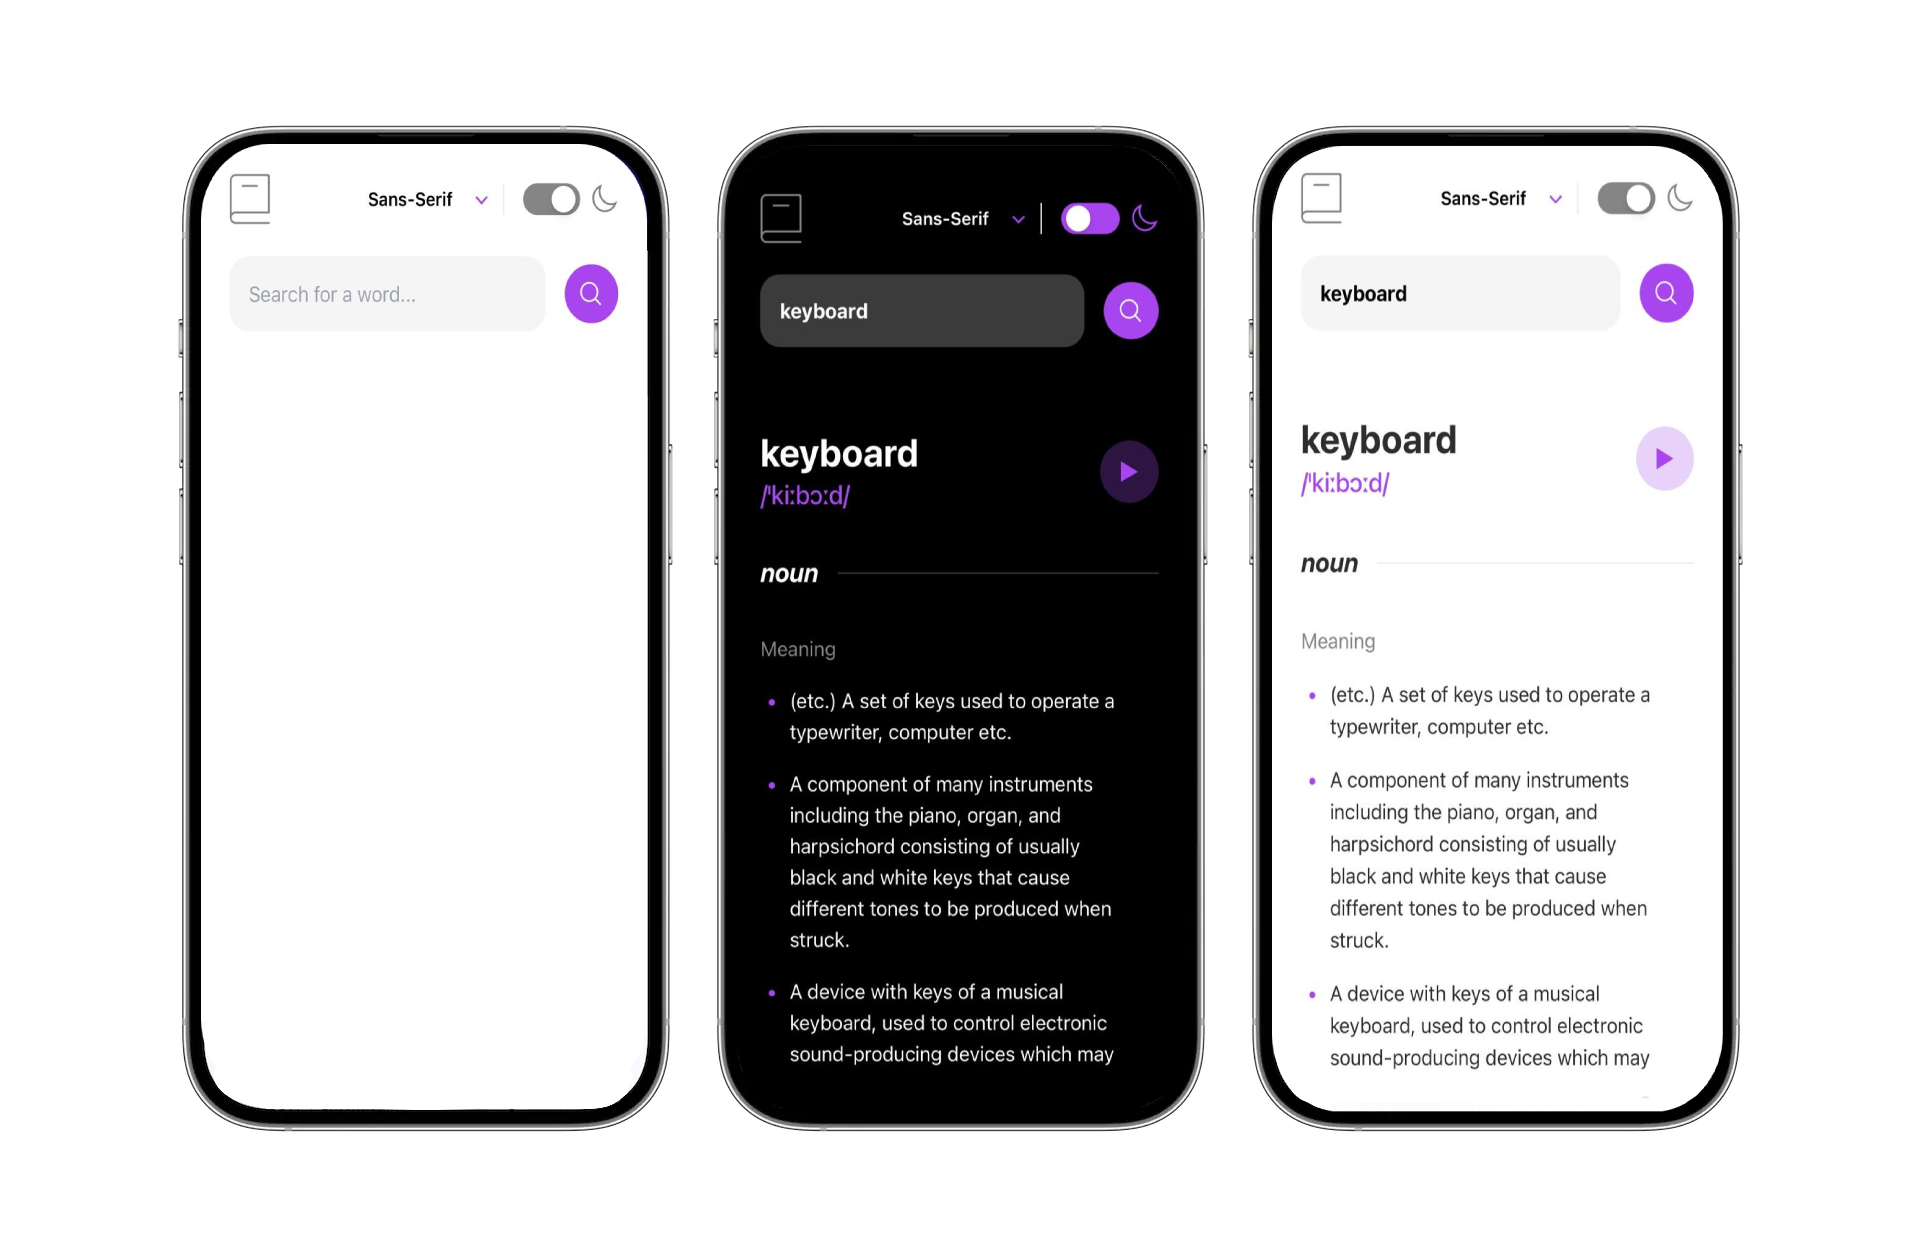 Sans-Serif
Search for a word...
Sans-Serif
keyboard
keyboard
/ˈkiːbɔːd/
noun
Meaning
(etc.) A set of keys used to operate a
typewriter, computer etc.
A component of many instruments
including the piano, organ, and
harpsichord consisting of usually
black and white keys that cause
different tones to be produced when
struck.
A device with keys of a musical
keyboard, used to control electronic
sound-producing devices which may
Sans-Serif
keyboard
keyboard
/ˈkiːbɔːd/
noun
Meaning
(etc.) A set of keys used to operate a
typewriter, computer etc.
A component of many instruments
including the piano, organ, and
harpsichord consisting of usually
black and white keys that cause
different tones to be produced when
struck.
A device with keys of a musical
keyboard, used to control electronic
sound-producing devices which may